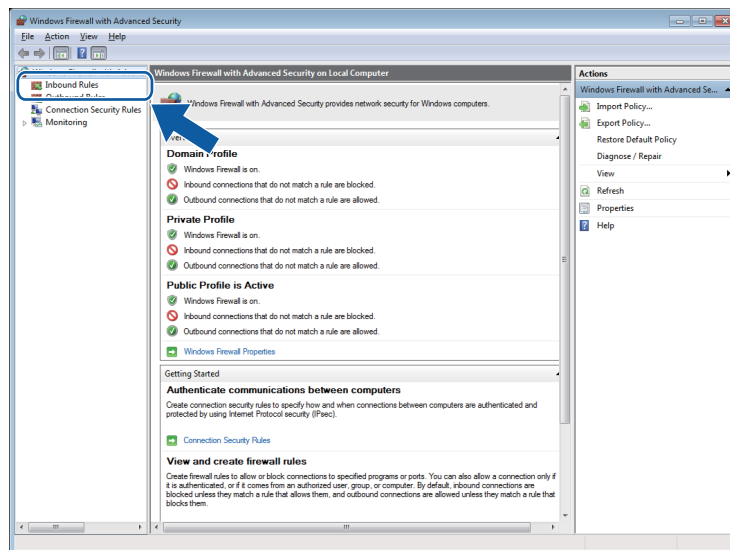 Windows Firewall with Advanced Security
File Action View Help
Inbound Rules
Outbound Rules
Connection Security Rules
Monitoring
Windows Firewall with Advanced Security on Local Computer
Windows Firewall with Advanced Security provides network security for Windows computers.
Domain Profile
Windows Firewall is on.
Inbound connections that do not match a rule are blocked.
Outbound connections that do not match a rule are allowed.
Private Profile
Windows Firewall is on.
Inbound connections that do not match a rule are blocked.
Outbound connections that do not match a rule are allowed.
Public Profile is Active
Windows Firewall is on.
Inbound connections that do not match a rule are blocked.
Outbound connections that do not match a rule are allowed.
Windows Firewall Properties
Getting Started
Authenticate communications between computers
Create connection security rules to specify how and when connections between computers are authenticated and
protected by using Internet Protocol security (IPsec).
Connection Security Rules
View and create firewall rules
Create firewall rules to allow or block connections to specified programs or ports. You can also allow a connection only if
it is authenticated, or if it comes from an authorized user, group, or computer. By default, inbound connections are
blocked unless they match a rule that allows them, and outbound connections are allowed unless they match a rule that
blocks them.
Actions
Windows Firewall with Advanced Se...
Import Policy...
Export Policy...
Restore Default Policy
Diagnose / Repair
View
Refresh
Properties
Help